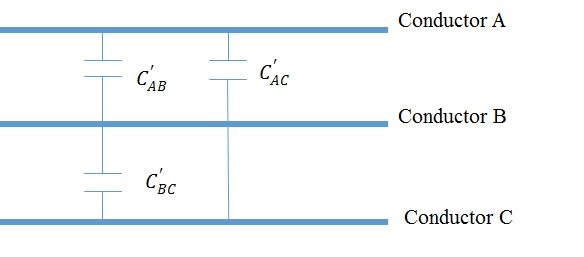 Conductor A
C'AB
C'AC
Conductor B
C'BC
Conductor C